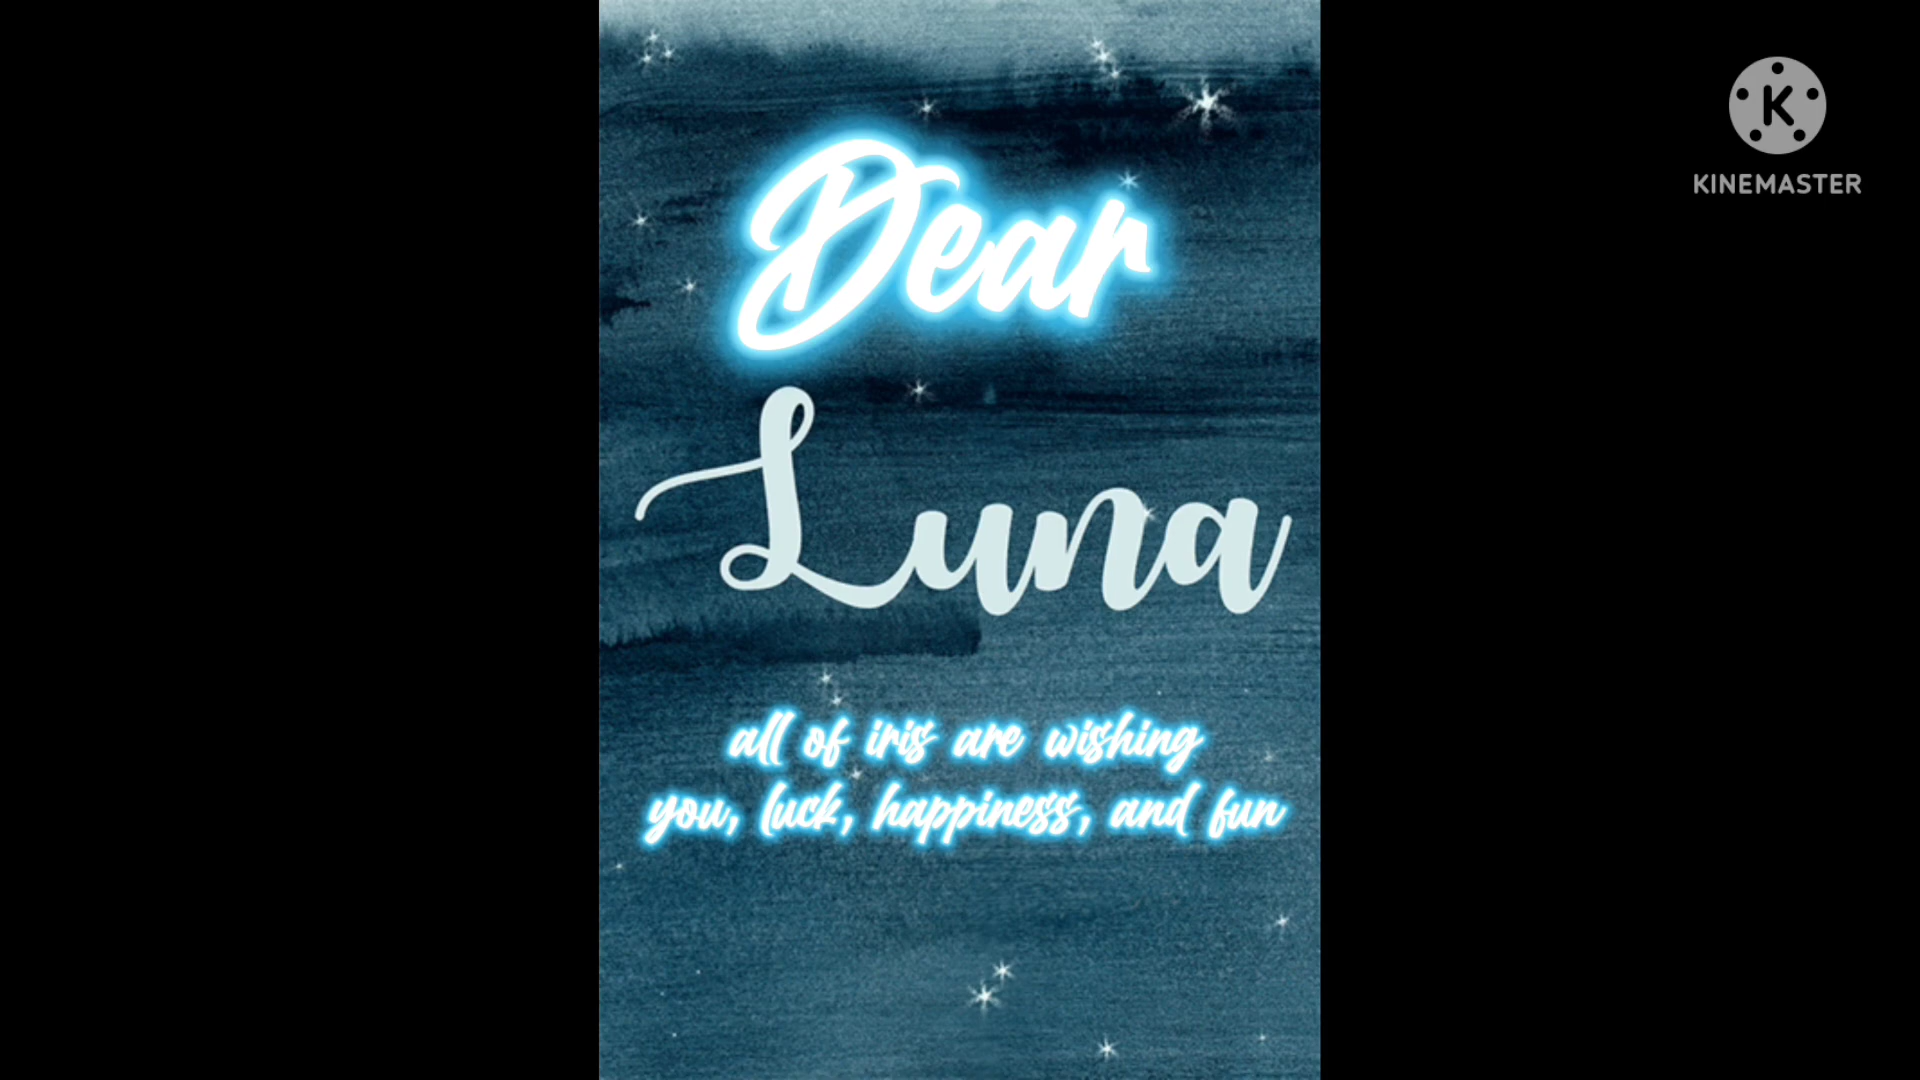 Dear
Luna
all of iris are wishing
you, luck, happiness, and fun
K
KINEMASTER